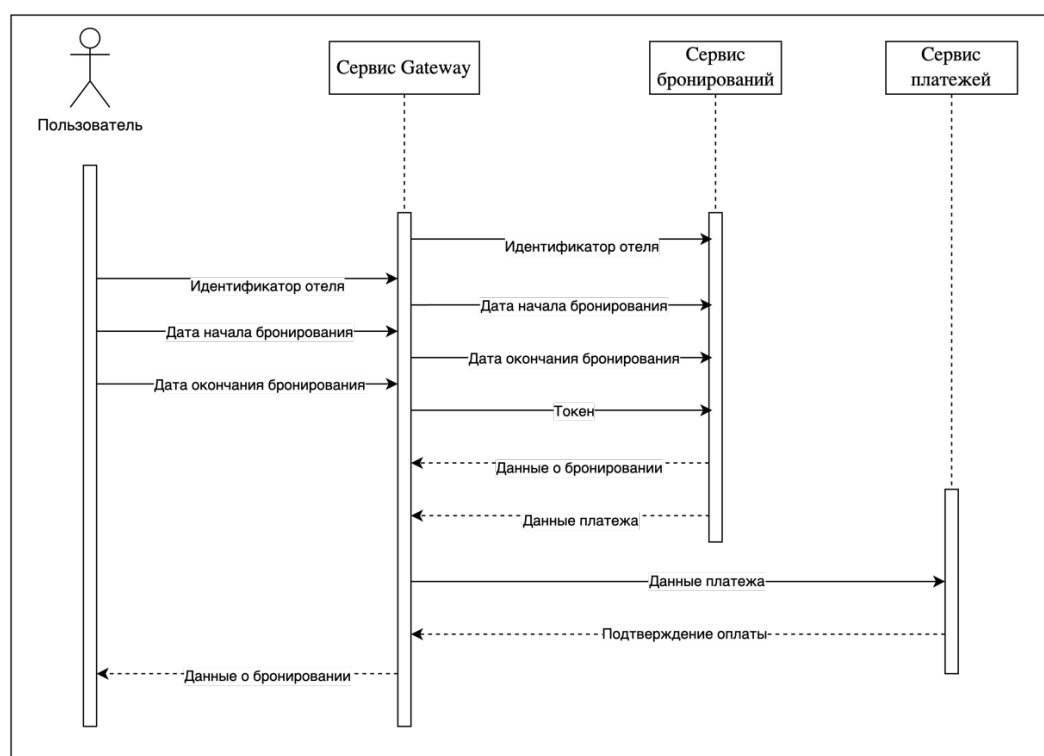 Сервис Gateway
Сервис
бронирований
Сервис
платежей
Пользователь
Идентификатор отеля
Идентификатор отеля
Дата начала бронирования
Дата начала бронирования
Дата окончания бронирования
Дата окончания бронирования
Токен
Данные о бронировании
Данные платежа
Данные платежа
Подтверждение оплаты
Данные о бронировании